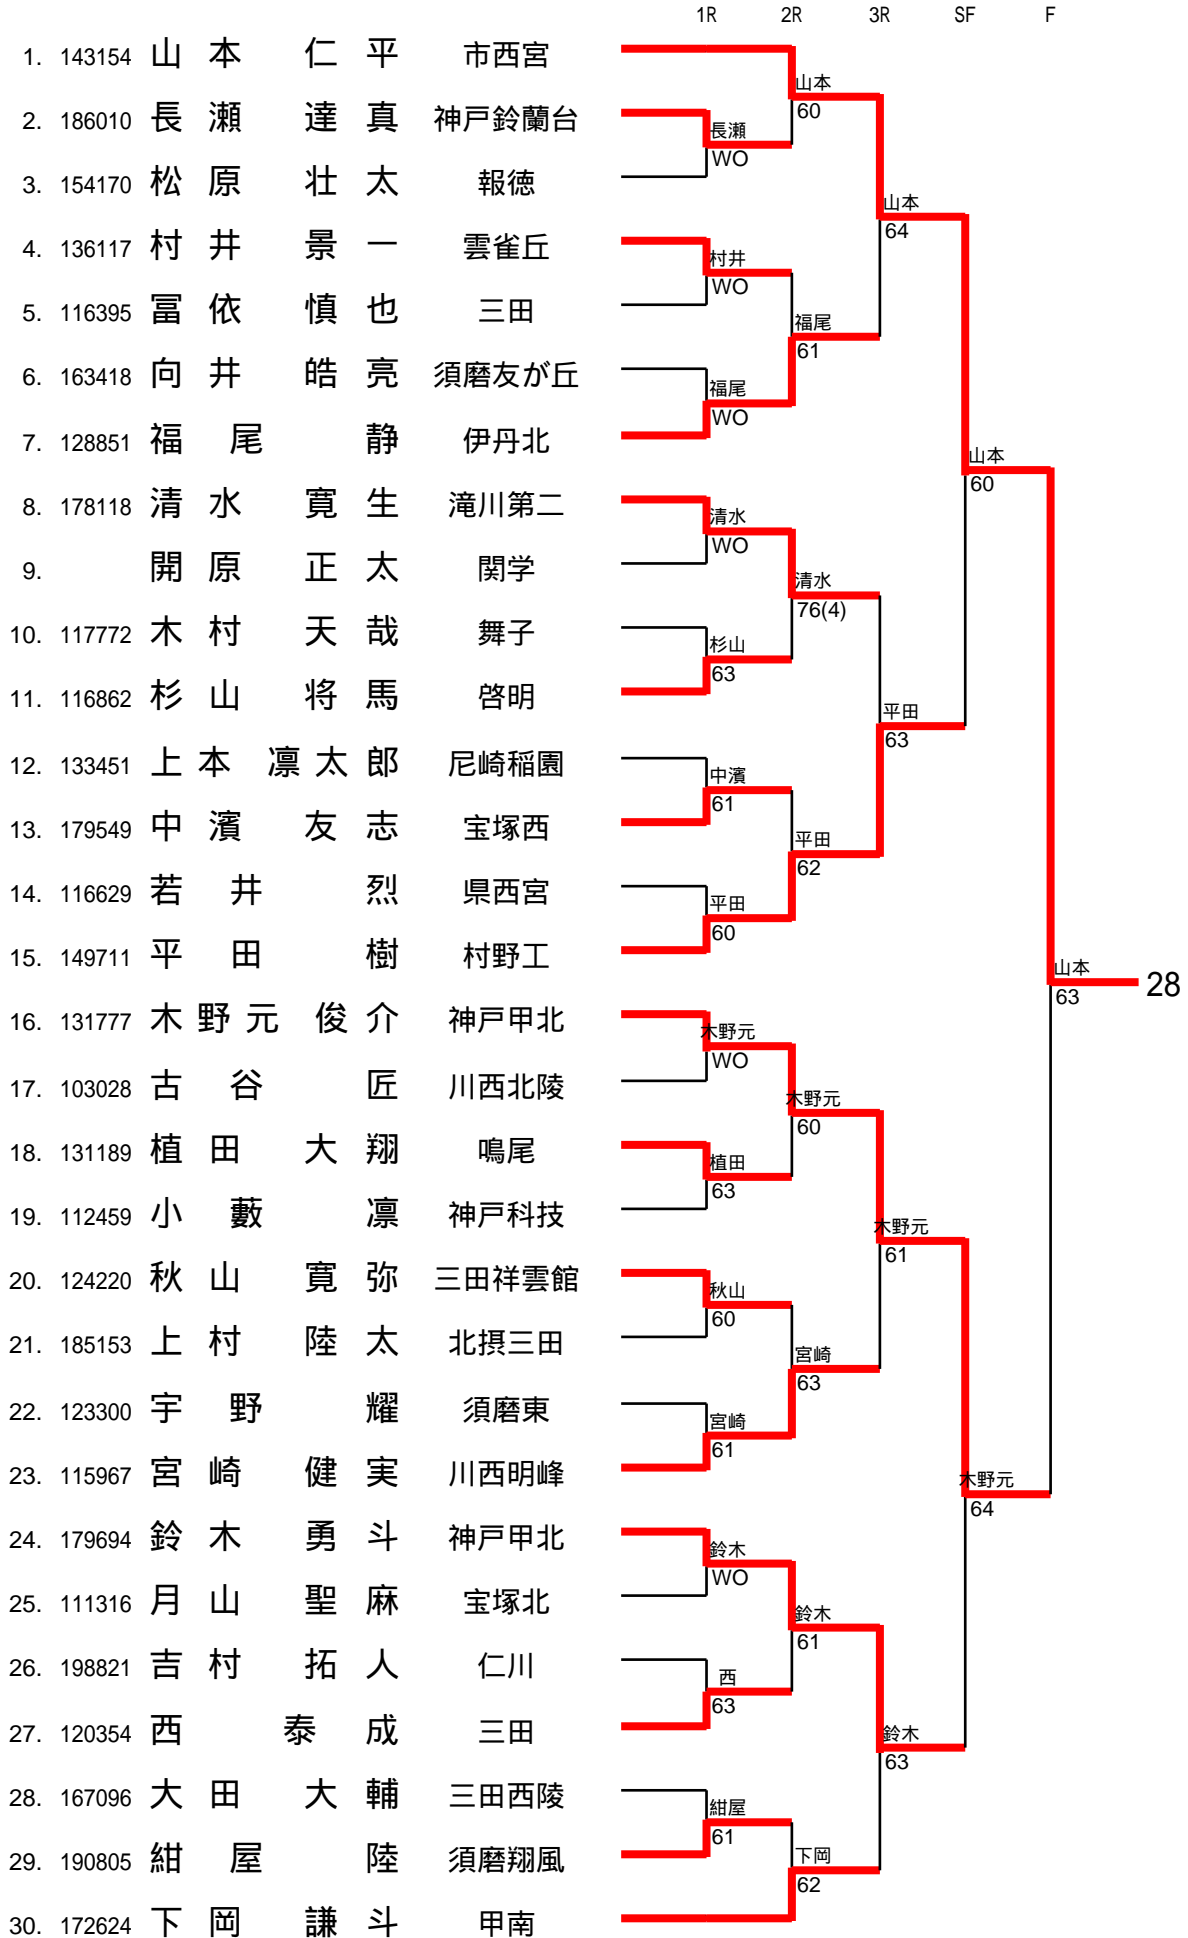 1R 2R 3R SF F
1. 143154 山本 仁平 市西宮
山本
60
2. 186010 長瀬 達真 神戸鈴蘭台
長瀬
WO
3. 154170 松原 壮太 報徳
山本
64
4. 136117 村井 景一 雲雀丘
村井
WO
5. 116395 冨依 慎也 三田
福尾
61
6. 163418 向井 皓亮 須磨友が丘
福尾
WO
7. 128851 福尾 静 伊丹北
山本
60
8. 178118 清水 寛生 滝川第二
清水
WO
9. 開原 正太 関学
清水
76(4)
10. 117772 木村 天哉 舞子
杉山
63
11. 116862 杉山 将馬 啓明
平田
63
12. 133451 上本 凛太郎 尼崎稲園
中濱
61
13. 179549 中濱 友志 宝塚西
平田
62
14. 116629 若井 烈 県西宮
平田
60
15. 149711 平田 樹 村野工
山本
63
28
16. 131777 木野元 俊介 神戸甲北
木野元
WO
17. 103028 古谷 匠 川西北陵
木野元
60
18. 131189 植田 大翔 鳴尾
植田
63
19. 112459 小藪 凛 神戸科技
木野元
61
20. 124220 秋山 寛弥 三田祥雲館
秋山
60
21. 185153 上村 陸太 北摂三田
宮崎
63
22. 123300 宇野 耀 須磨東
宮崎
61
23. 115967 宮崎 健実 川西明峰
木野元
64
24. 179694 鈴木 勇斗 神戸甲北
鈴木
WO
25. 111316 月山 聖麻 宝塚北
鈴木
61
26. 198821 吉村 拓人 仁川
西
63
27. 120354 西 泰成 三田
鈴木
63
28. 167096 大田 大輔 三田西陵
紺屋
61
29. 190805 紺屋 陸 須磨翔風
下岡
62
30. 172624 下岡 謙斗 甲南